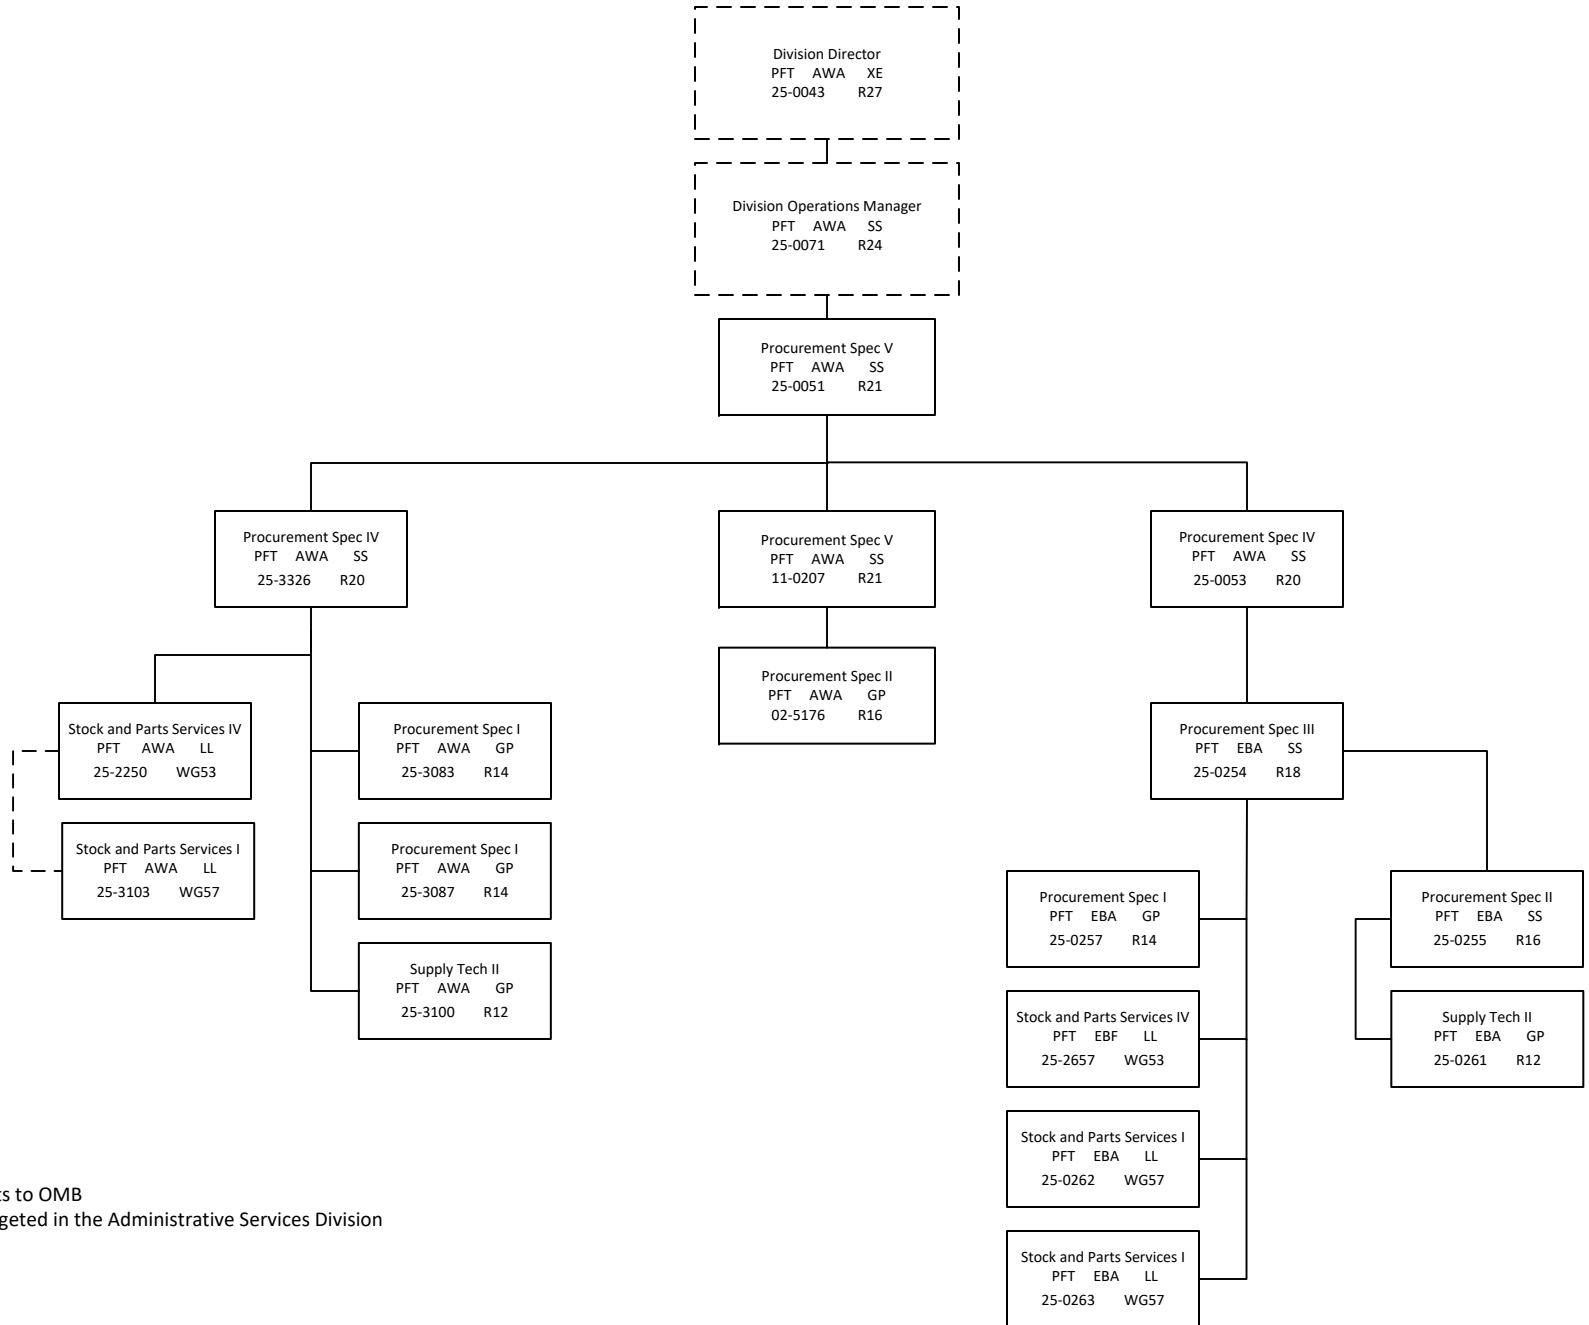 Division Director
PFT AWA XE
25-0043 R27
Division Operations Manager
PFT AWA SS
25-0071 R24
Procurement Spec V
PFT AWA SS
25-0051 R21
Procurement Spec IV
PFT AWA SS
25-3326 R20
Procurement Spec V
PFT AWA SS
11-0207 R21
Procurement Spec IV
PFT AWA SS
25-0053 R20
Procurement Spec II
PFT AWA GP
02-5176 R16
Stock and Parts Services IV
PFT AWA LL
25-2250 WG53
Procurement Spec I
PFT AWA GP
25-3083 R14
Procurement Spec III
PFT EBA SS
25-0254 R18
Stock and Parts Services I
PFT AWA LL
25-3103 WG57
Procurement Spec I
PFT AWA GP
25-3087 R14
Procurement Spec I
PFT EBA GP
25-0257 R14
Procurement Spec II
PFT EBA SS
25-0255 R16
Supply Tech II
PFT AWA GP
25-3100 R12
Stock and Parts Services IV
PFT EBF LL
25-2657 WG53
Supply Tech II
PFT EBA GP
25-0261 R12
Stock and Parts Services I
PFT EBA LL
25-0262 WG57
to OMB
in the Administrative Services Division
Stock and Parts Services I
PFT EBA LL
25-0263 WG57